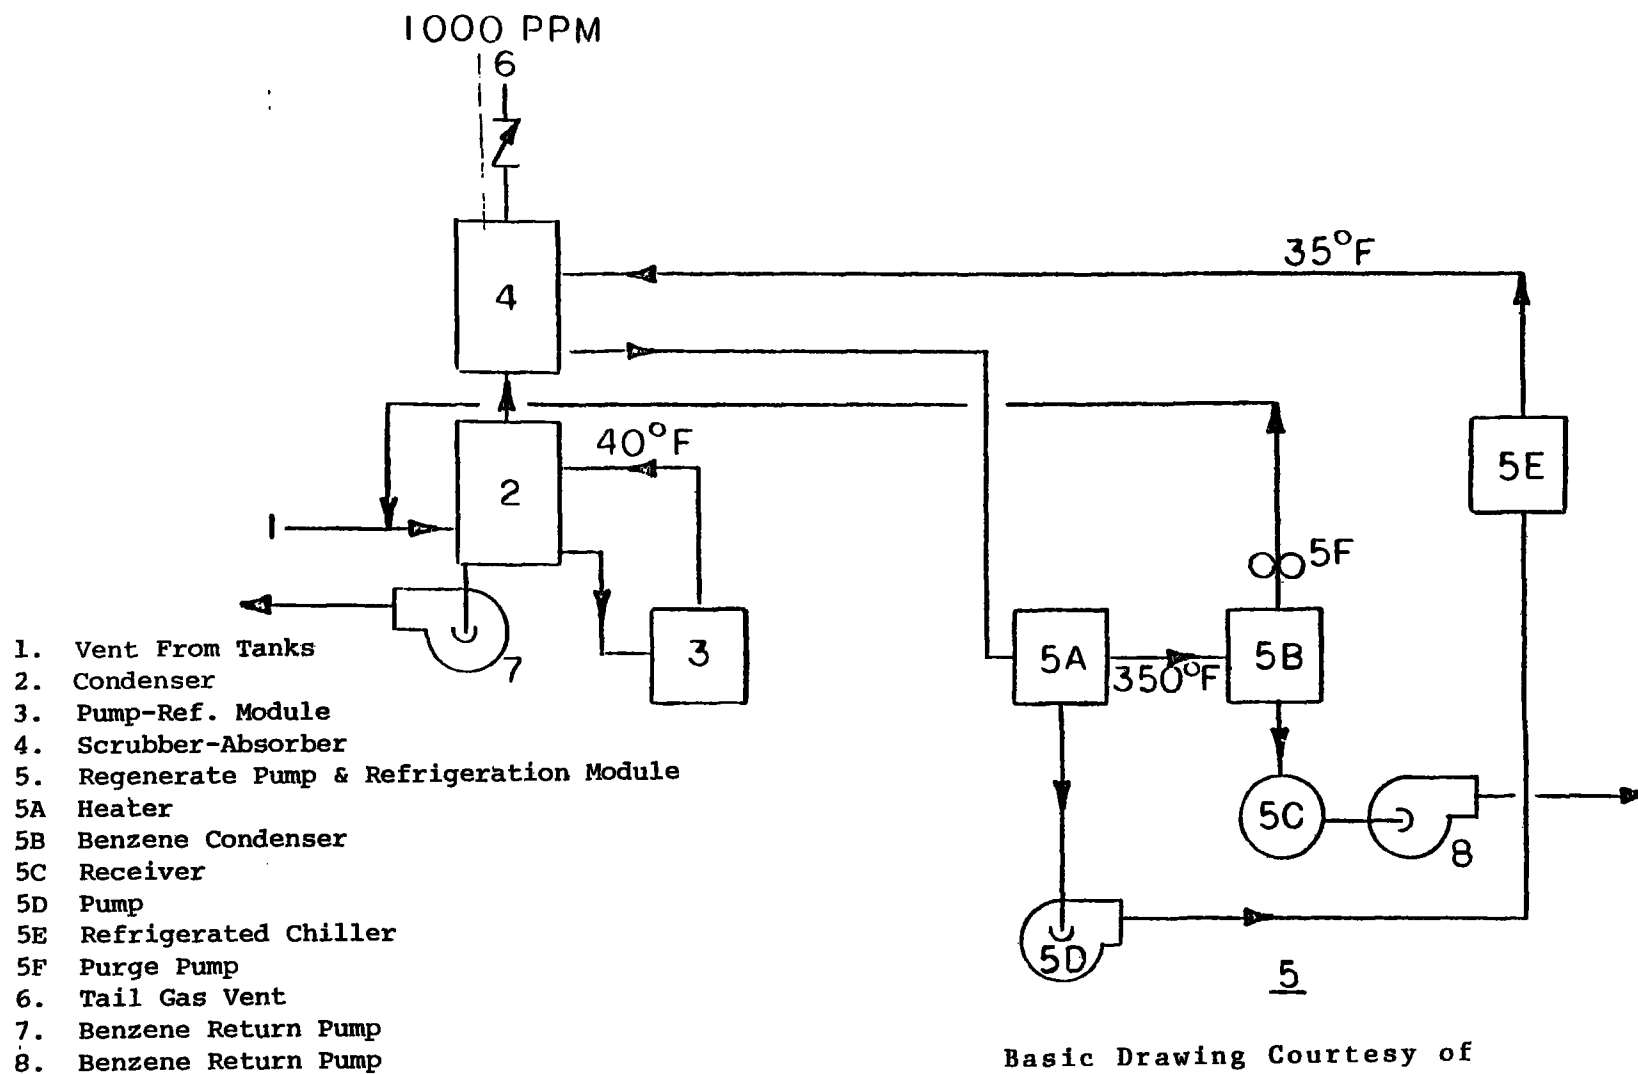 1000 PPM
6
35°F
4
40°F
2
5E
1
5F
3
5A
350°F
5B
7
5C
8
5D
5
1. Vent From Tanks
2. Condenser
3. Pump-Ref. Module
4. Scrubber-Absorber
5. Regenerate Pump & Refrigeration Module
5A Heater
5B Benzene Condenser
5C Receiver
5D Pump
5E Refrigerated Chiller
5F Purge Pump
6. Tail Gas Vent
7. Benzene Return Pump
8. Benzene Return Pump
Basic Drawing Courtesy of